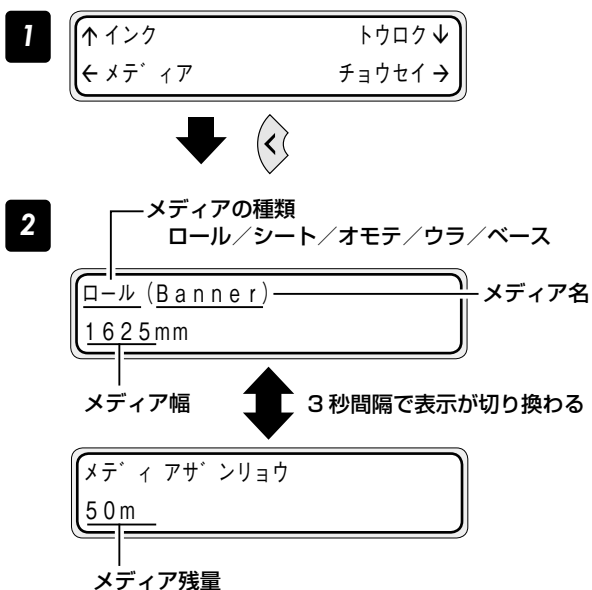 1
↑インク トウロク↓
←メディア チョウセイ→
2
メディアの種類
ロール／シート／オモテ／ウラ／ベース
ロール (Banner)
メディア名
1625mm
メディア幅
3秒間隔で表示が切り換わる
メディアザンリョウ
50m
メディア残量